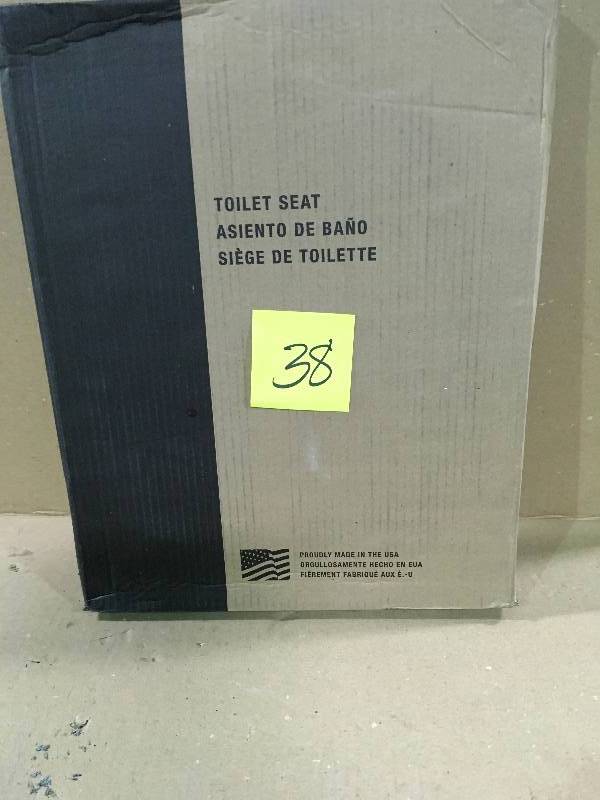 TOILET SEAT
ASIENTO DE BAÑO
SIÈGE DE TOILETTE
38
PROUDLY MADE IN THE USA
ORGULLOSAMENTE HECHO EN EUA
FIÈREMENT FABRIQUÉ AUX É.-U